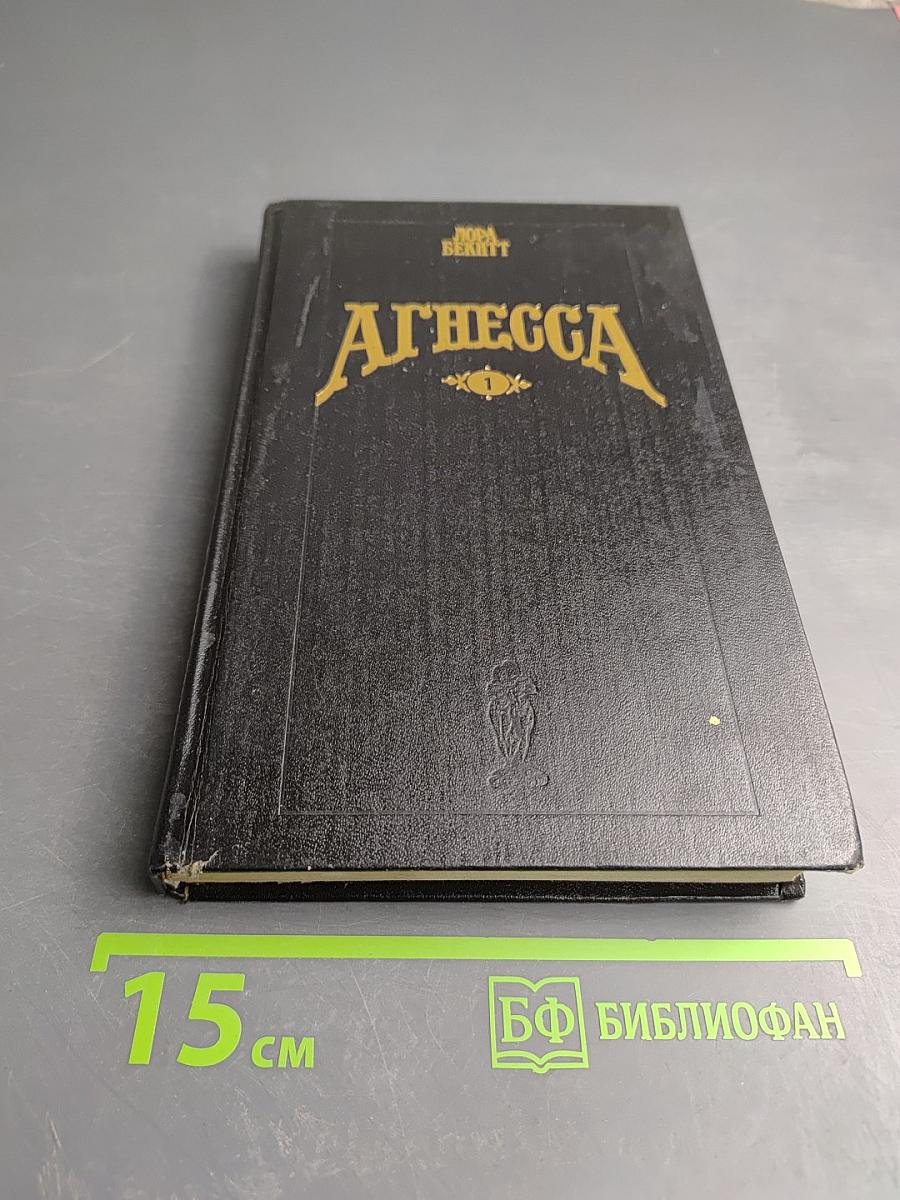 ЛОРА
БЕКИТТ
АГНЕССА
1
15 см
БФ БИБЛИОФАН